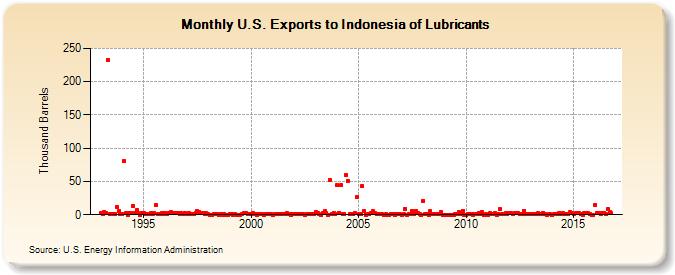 Monthly U.S. Exports to Indonesia of Lubricants
Thousand Barrels
250
200
150
100
50
0
1995 2000 2005 2010 2015
Source: U.S. Energy Information Administration